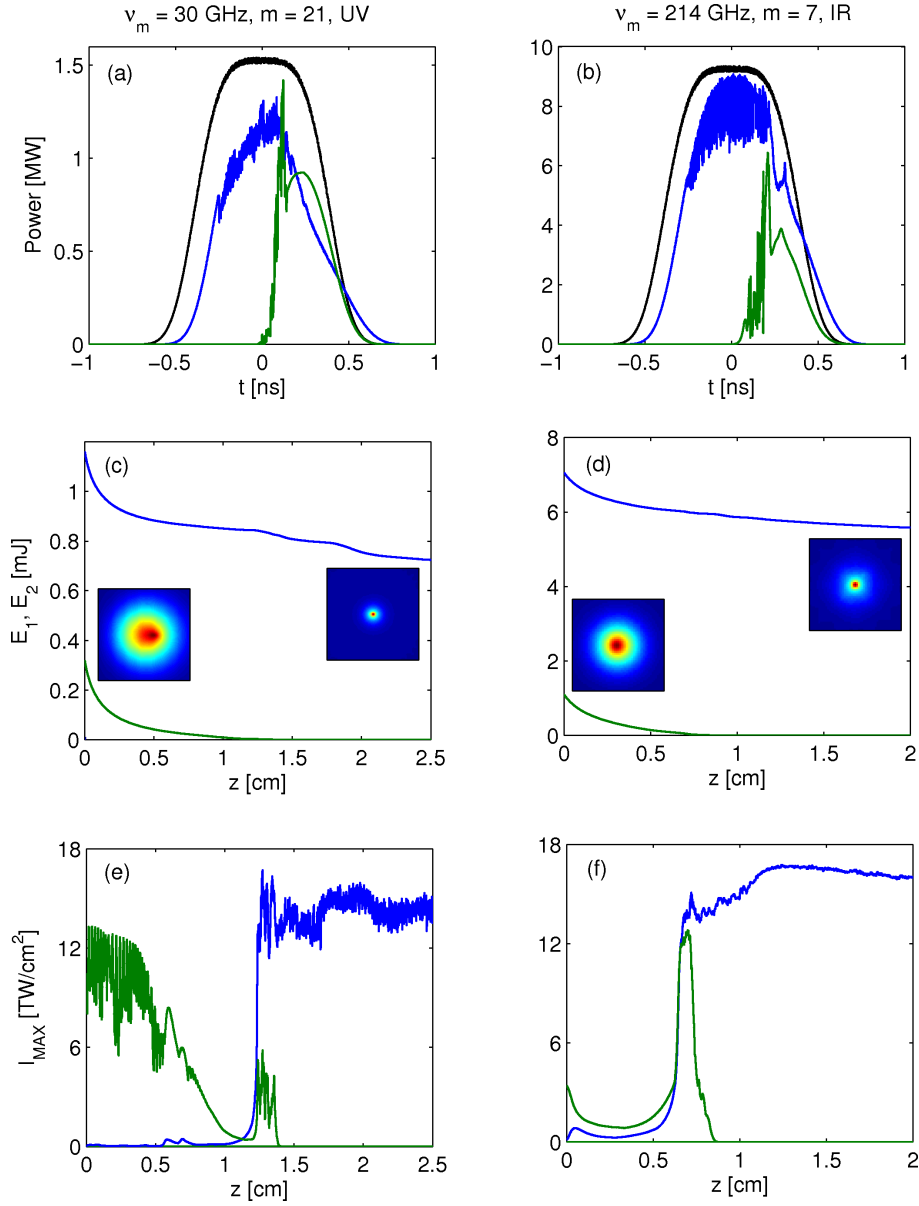 ν_m = 30 GHz, m = 21, UV
ν_m = 214 GHz, m = 7, IR
(a)
Power [MW]
1.5
1
0.5
0
−1 −0.5 0 0.5 1
t [ns]
(b)
10
8
6
4
2
0
−1 −0.5 0 0.5 1
t [ns]
(c)
E_1, E_2 [mJ]
1
0.8
0.6
0.4
0.2
0
0 0.5 1 1.5 2 2.5
z [cm]
(d)
8
6
4
2
0
0 0.5 1 1.5 2
z [cm]
(e)
I_MAX [TW/cm^2]
18
12
6
0
0 0.5 1 1.5 2 2.5
z [cm]
(f)
18
12
6
0
0 0.5 1 1.5 2
z [cm]